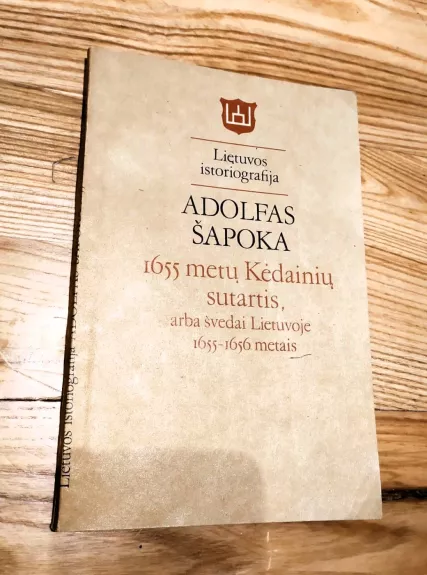 Lietuvos
istoriografija
ADOLFAS
ŠAPOKA
1655 metų Kėdainių
sutartis,
arba švedai Lietuvoje
1655-1656 metais
Lietuvos istoriografija